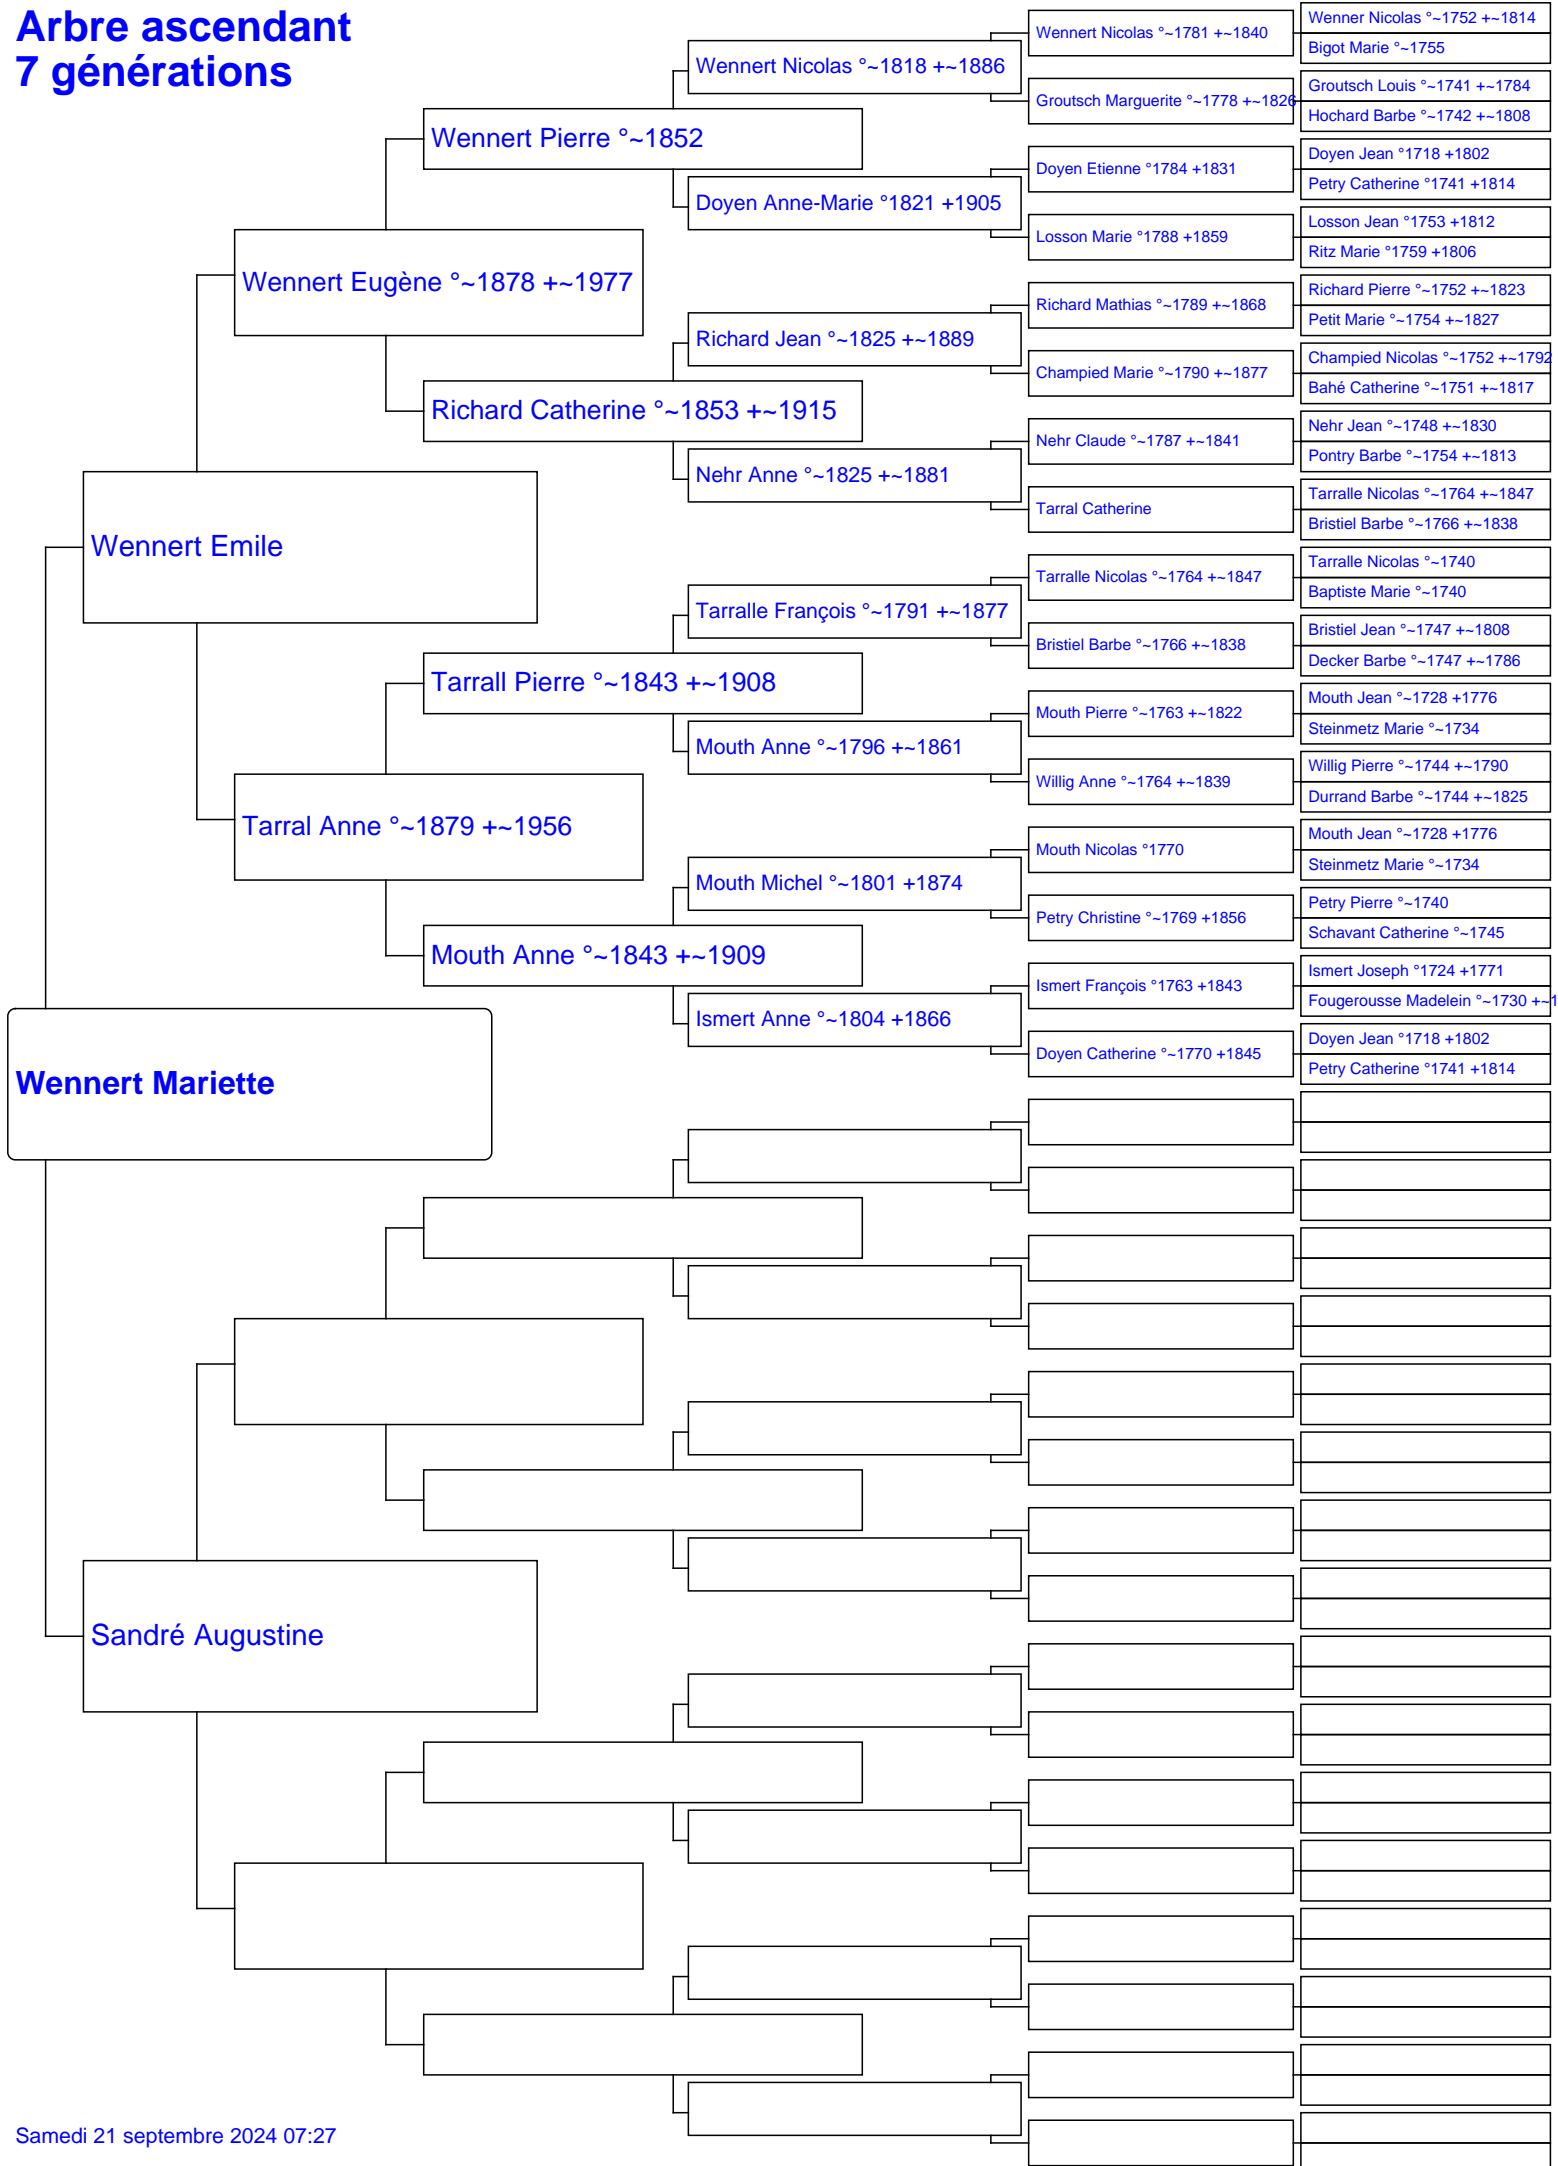 Arbre ascendant
7 générations
Wennert Mariette
Wennert Emile
Sandré Augustine
Wennert Eugène °~1878 +~1977
Tarral Anne °~1879 +~1956
Wennert Pierre °~1852
Richard Catherine °~1853 +~1915
Tarrall Pierre °~1843 +~1908
Mouth Anne °~1843 +~1909
Wennert Nicolas °~1818 +~1886
Doyen Anne-Marie °1821 +1905
Richard Jean °~1825 +~1889
Nehr Anne °~1825 +~1881
Tarralle François °~1791 +~1877
Mouth Anne °~1796 +~1861
Mouth Michel °~1801 +1874
Ismert Anne °~1804 +1866
Wennert Nicolas °~1781 +~1840
Groutsch Marguerite °~1778 +~1826
Doyen Etienne °1784 +1831
Losson Marie °1788 +1859
Richard Mathias °~1789 +~1868
Champied Marie °~1790 +~1877
Nehr Claude °~1787 +~1841
Tarral Catherine
Tarralle Nicolas °~1764 +~1847
Bristiel Barbe °~1766 +~1838
Mouth Pierre °~1763 +~1822
Willig Anne °~1764 +~1839
Mouth Nicolas °1770
Petry Christine °~1769 +1856
Ismert François °1763 +1843
Doyen Catherine °~1770 +1845
Wenner Nicolas °~1752 +~1814
Bigot Marie °~1755
Groutsch Louis °~1741 +~1784
Hochard Barbe °~1742 +~1808
Doyen Jean °1718 +1802
Petry Catherine °1741 +1814
Losson Jean °1753 +1812
Ritz Marie °1759 +1806
Richard Pierre °~1752 +~1823
Petit Marie °~1754 +~1827
Champied Nicolas °~1752 +~1792
Bahé Catherine °~1751 +~1817
Nehr Jean °~1748 +~1830
Pontry Barbe °~1754 +~1813
Tarralle Nicolas °~1764 +~1847
Bristiel Barbe °~1766 +~1838
Tarralle Nicolas °~1740
Baptiste Marie °~1740
Bristiel Jean °~1747 +~1808
Decker Barbe °~1747 +~1786
Mouth Jean °~1728 +1776
Steinmetz Marie °~1734
Willig Pierre °~1744 +~1790
Durrand Barbe °~1744 +~1825
Mouth Jean °~1728 +1776
Steinmetz Marie °~1734
Petry Pierre °~1740
Schavant Catherine °~1745
Ismert Joseph °1724 +1771
Fougerousse Madelein °~1730 +~1
Doyen Jean °1718 +1802
Petry Catherine °1741 +1814
Samedi 21 septembre 2024 07:27